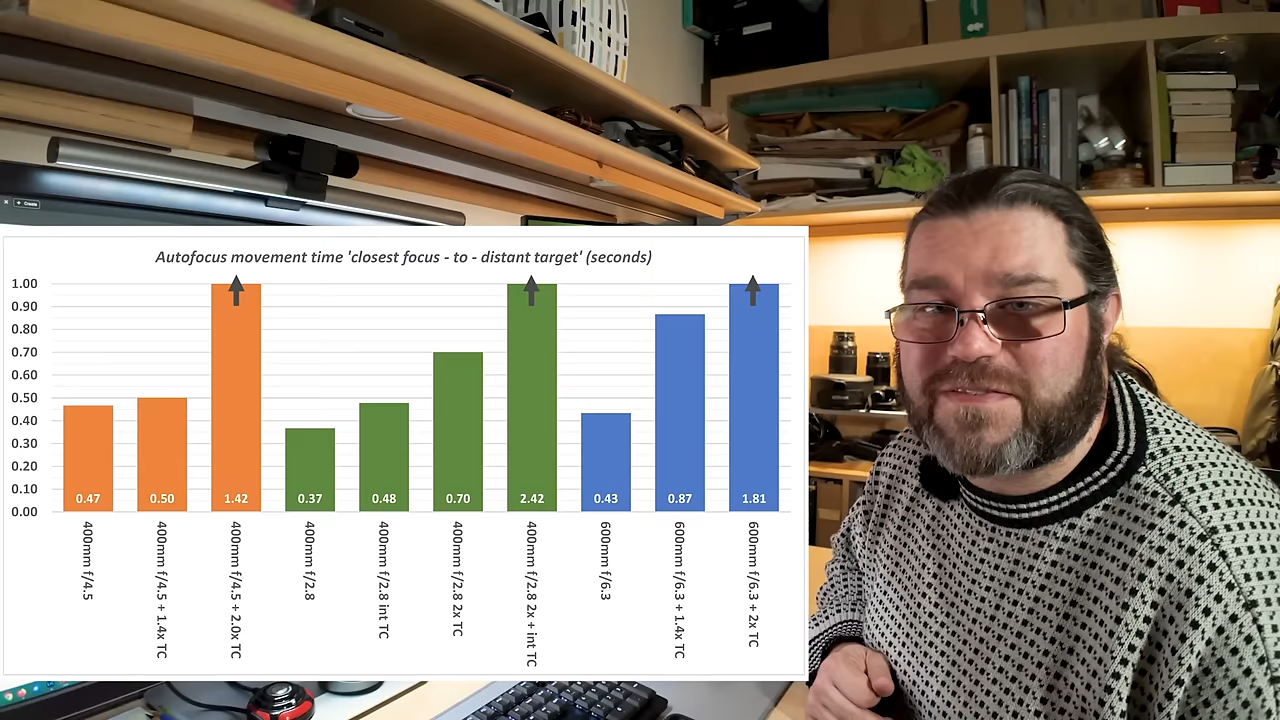 + Create
Autofocus movement time 'closest focus - to - distant target' (seconds)
1.00
0.90
0.80
0.70
0.60
0.50
0.40
0.30
0.20
0.10
0.00
0.47
0.50
1.42
0.37
0.48
0.70
2.42
0.43
0.87
1.81
400mm f/4.5
400mm f/4.5 + 1.4x TC
400mm f/4.5 + 2.0x TC
400mm f/2.8
400mm f/2.8 int TC
400mm f/2.8 2x TC
400mm f/2.8 2x + int TC
600mm f/6.3
600mm f/6.3 + 1.4x TC
600mm f/6.3 + 2x TC